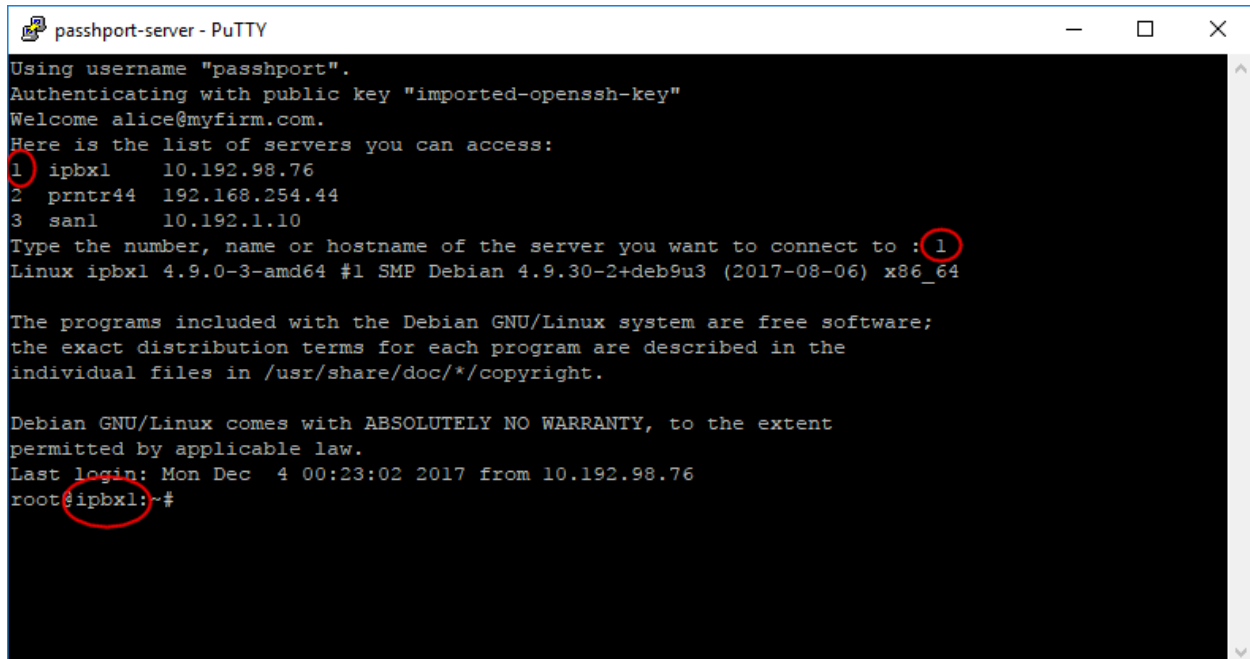 passhport-server - PuTTY
Using username "passhport".
Authenticating with public key "imported-openssh-key"
Welcome alice@myfirm.com.
Here is the list of servers you can access:
1  ipbx1    10.192.98.76
2  prntr44  192.168.254.44
3  san1     10.192.1.10
Type the number, name or hostname of the server you want to connect to : 1
Linux ipbx1 4.9.0-3-amd64 #1 SMP Debian 4.9.30-2+deb9u3 (2017-08-06) x86_64
The programs included with the Debian GNU/Linux system are free software;
the exact distribution terms for each program are described in the
individual files in /usr/share/doc/*/copyright.
Debian GNU/Linux comes with ABSOLUTELY NO WARRANTY, to the extent
permitted by applicable law.
Last login: Mon Dec  4 00:23:02 2017 from 10.192.98.76
root@ipbx1:~#